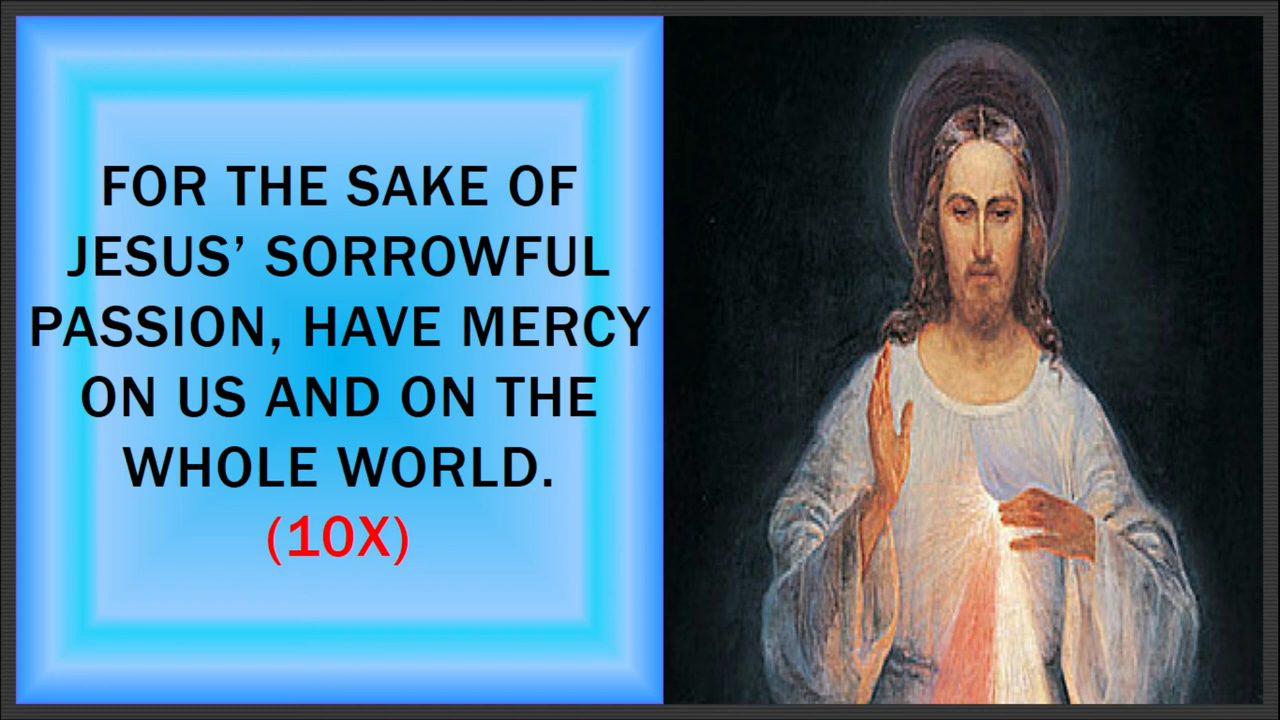 FOR THE SAKE OF
JESUS’ SORROWFUL
PASSION, HAVE MERCY
ON US AND ON THE
WHOLE WORLD.
(10X)